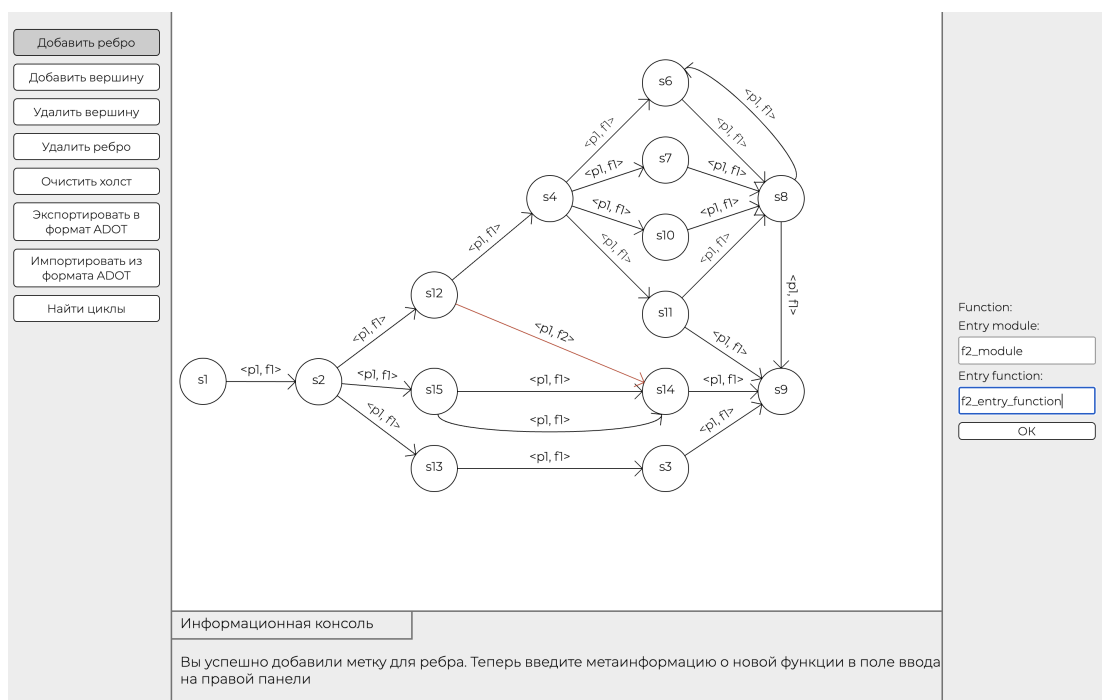 Добавить ребро
Добавить вершину
Удалить вершину
Удалить ребро
Очистить холст
Экспортировать в
формат ADOT
Импортировать из
формата ADOT
Найти циклы
s6
<p1, f1>
<p1, f1>
<p1, f1>
s7
<p1, f1>
<p1, f1>
s4
s8
<p1, f1>
<p1, f1>
s10
<p1, f1>
<p1, f1>
<p1, f1>
s12
<p1, f1>
s11
<p1, f1>
<p1, f2>
<p1, f1>
s1
<p1, f1>
s2
<p1, f1>
s15
<p1, f1>
s14
<p1, f1>
s9
<p1, f1>
<p1, f1>
<p1, f1>
s13
<p1, f1>
s3
Function:
Entry module:
f2_module
Entry function:
f2_entry_function
OK
Информационная консоль
Вы успешно добавили метку для ребра. Теперь введите метаинформацию о новой функции в поле ввода
на правой панели